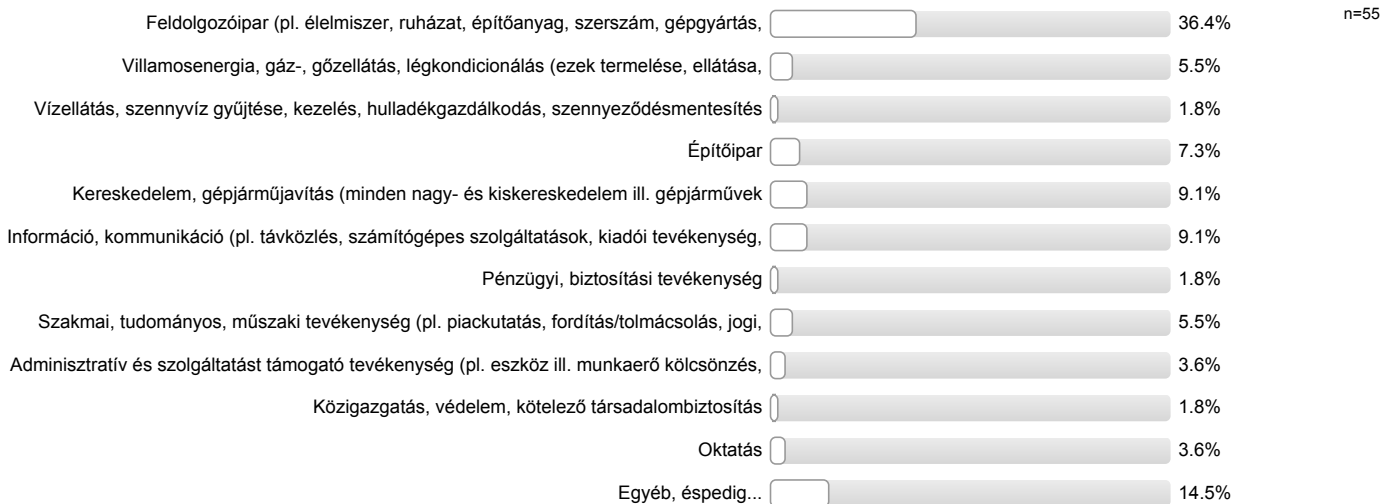 Feldolgozóipar (pl. élelmiszer, ruházat, építőanyag, szerszám, gépgyártás, 36.4% n=55
Villamosenergia, gáz-, gőzellátás, légkondicionálás (ezek termelése, ellátása, 5.5%
Vízellátás, szennyvíz gyűjtése, kezelés, hulladékgazdálkodás, szennyeződésmentesítés 1.8%
Építőipar 7.3%
Kereskedelem, gépjárműjavítás (minden nagy- és kiskereskedelem ill. gépjárművek 9.1%
Információ, kommunikáció (pl. távközlés, számítógépes szolgáltatások, kiadói tevékenység, 9.1%
Pénzügyi, biztosítási tevékenység 1.8%
Szakmai, tudományos, műszaki tevékenység (pl. piackutatás, fordítás/tolmácsolás, jogi, 5.5%
Adminisztratív és szolgáltatást támogató tevékenység (pl. eszköz ill. munkaerő kölcsönzés, 3.6%
Közigazgatás, védelem, kötelező társadalombiztosítás 1.8%
Oktatás 3.6%
Egyéb, éspedig... 14.5%